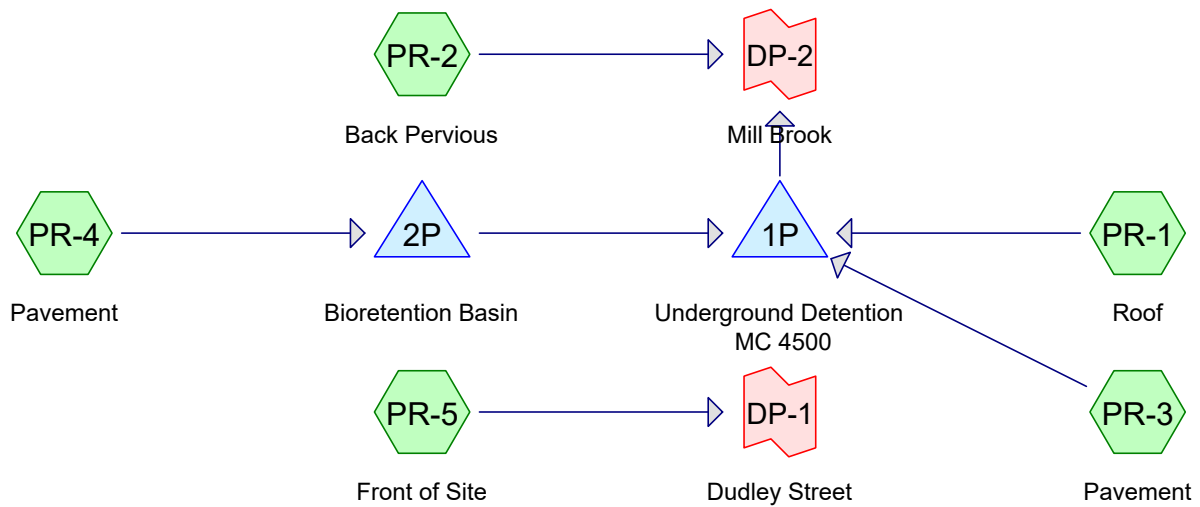 PR-2
DP-2
Back Pervious
Mill Brook
PR-4
2P
1P
PR-1
Pavement
Bioretention Basin
Underground Detention
MC 4500
Roof
PR-5
DP-1
PR-3
Front of Site
Dudley Street
Pavement